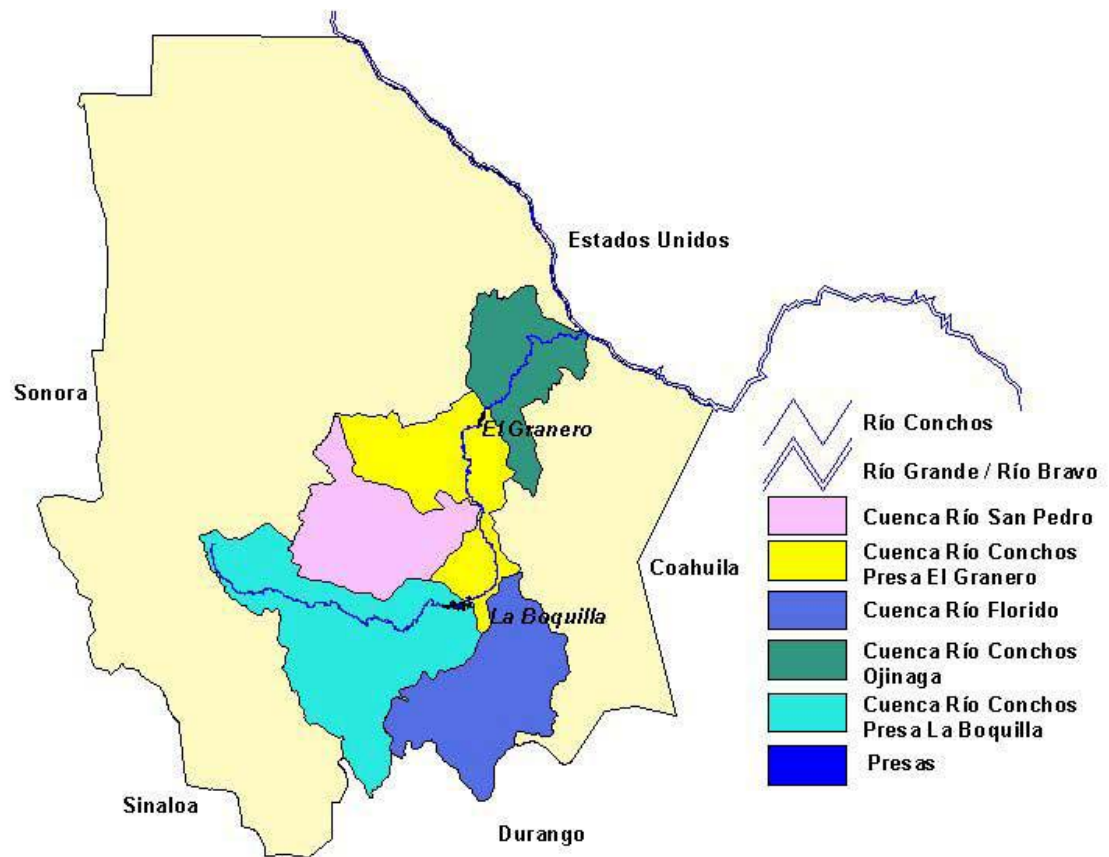 Estados Unidos
Sonora
El Granero
Coahuila
La Boquilla
Sinaloa
Durango
Río Conchos
Río Grande / Río Bravo
Cuenca Río San Pedro
Cuenca Río Conchos
Presa El Granero
Cuenca Río Florido
Cuenca Río Conchos
Ojinaga
Cuenca Río Conchos
Presa La Boquilla
Presas